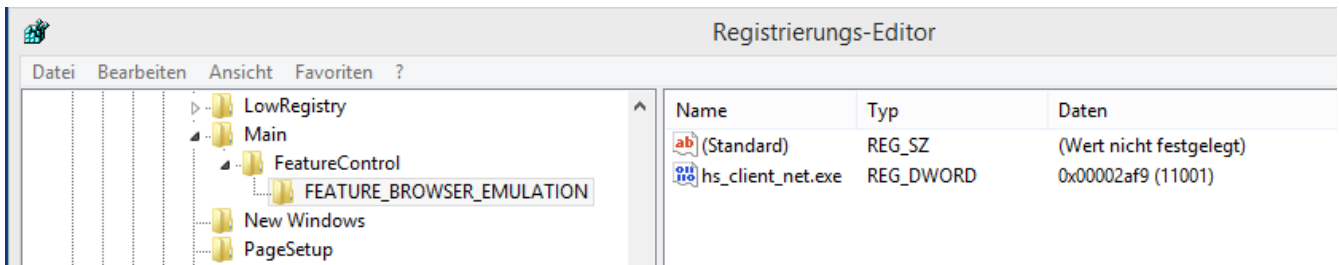 Registrierungs-Editor
Datei Bearbeiten Ansicht Favoriten ?
LowRegistry
Main
FeatureControl
FEATURE_BROWSER_EMULATION
New Windows
PageSetup
Name Typ Daten
(Standard) REG_SZ (Wert nicht festgelegt)
hs_client_net.exe REG_DWORD 0x00002af9 (11001)